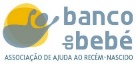 banco
do bebé
ASSOCIAÇÃO DE AJUDA AO RECÉM-NASCIDO